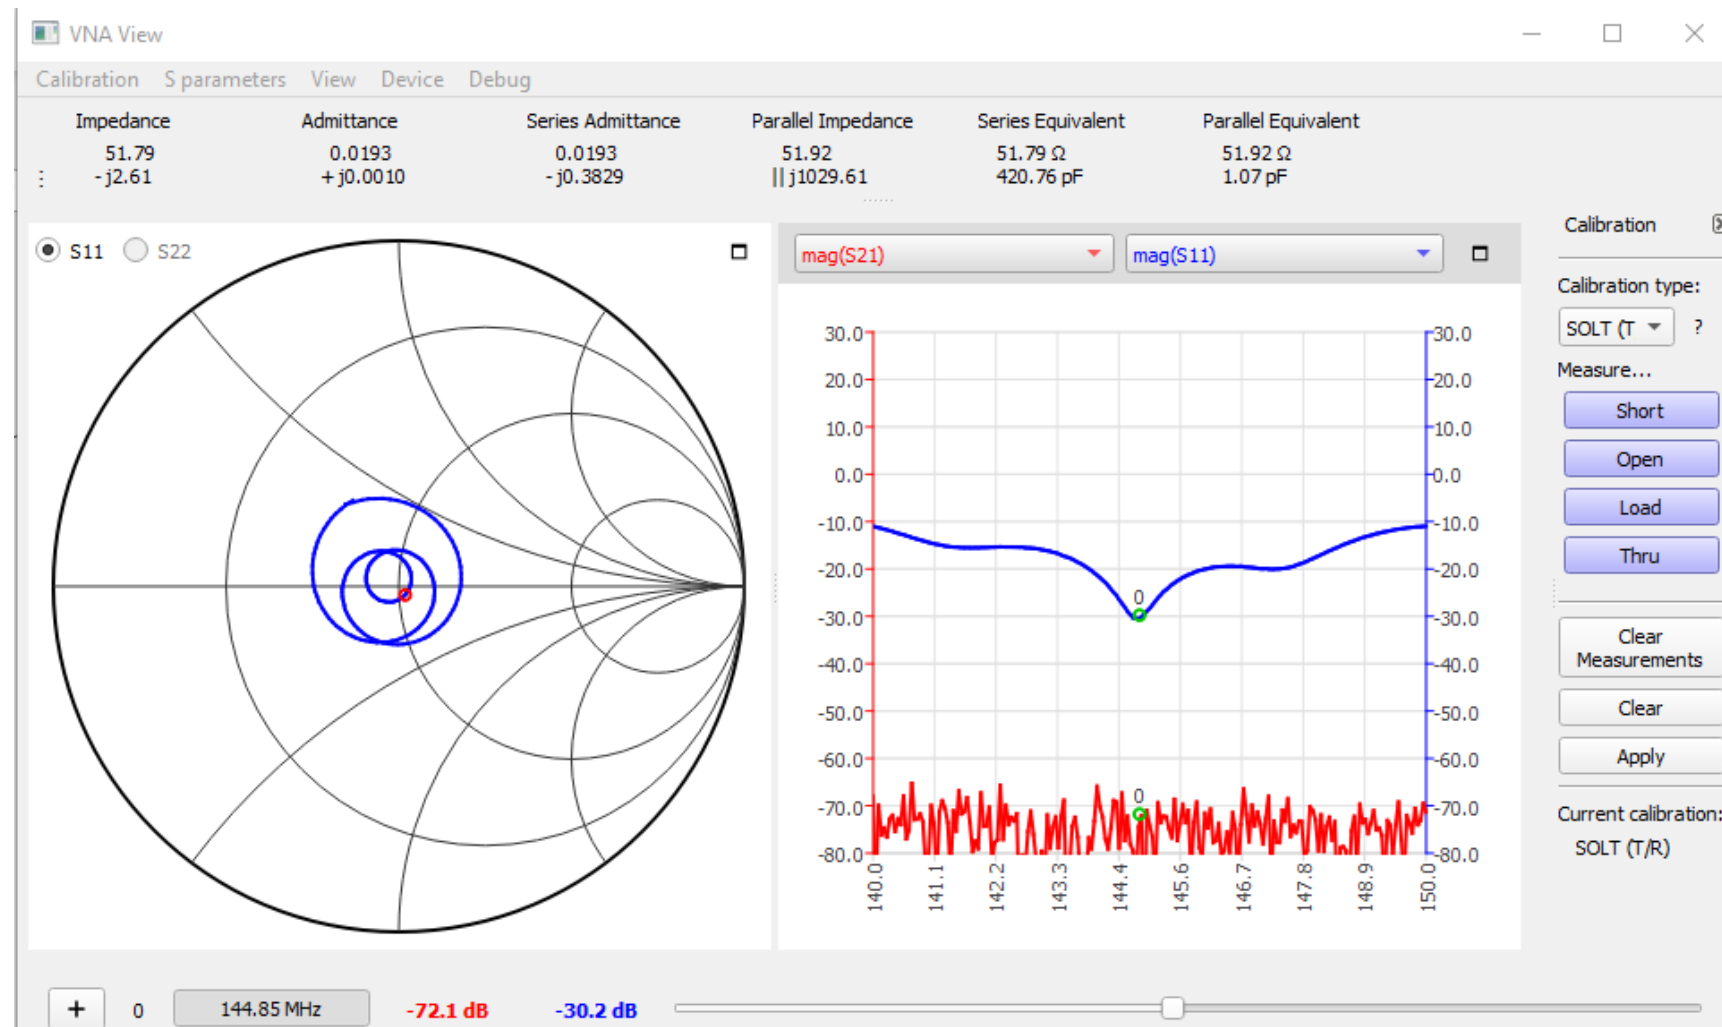 VNA View
Calibration S parameters View Device Debug
Impedance Admittance Series Admittance Parallel Impedance Series Equivalent Parallel Equivalent
51.79 0.0193 0.0193 51.92 51.79 Ω 51.92 Ω
- j2.61 + j0.0010 - j0.3829 || j1029.61 420.76 pF 1.07 pF
S11 S22
mag(S21) mag(S11)
30.0 30.0
20.0 20.0
10.0 10.0
0.0 0.0
-10.0 -10.0
-20.0 -20.0
-30.0 -30.0
-40.0 -40.0
-50.0 -50.0
-60.0 -60.0
-70.0 -70.0
-80.0 -80.0
0
0
140.0 141.1 142.2 143.3 144.4 145.6 146.7 147.8 148.9 150.0
Calibration
Calibration type:
SOLT (T ?
Measure...
Short
Open
Load
Thru
Clear
Measurements
Clear
Apply
Current calibration:
SOLT (T/R)
+ 0 144.85 MHz -72.1 dB -30.2 dB